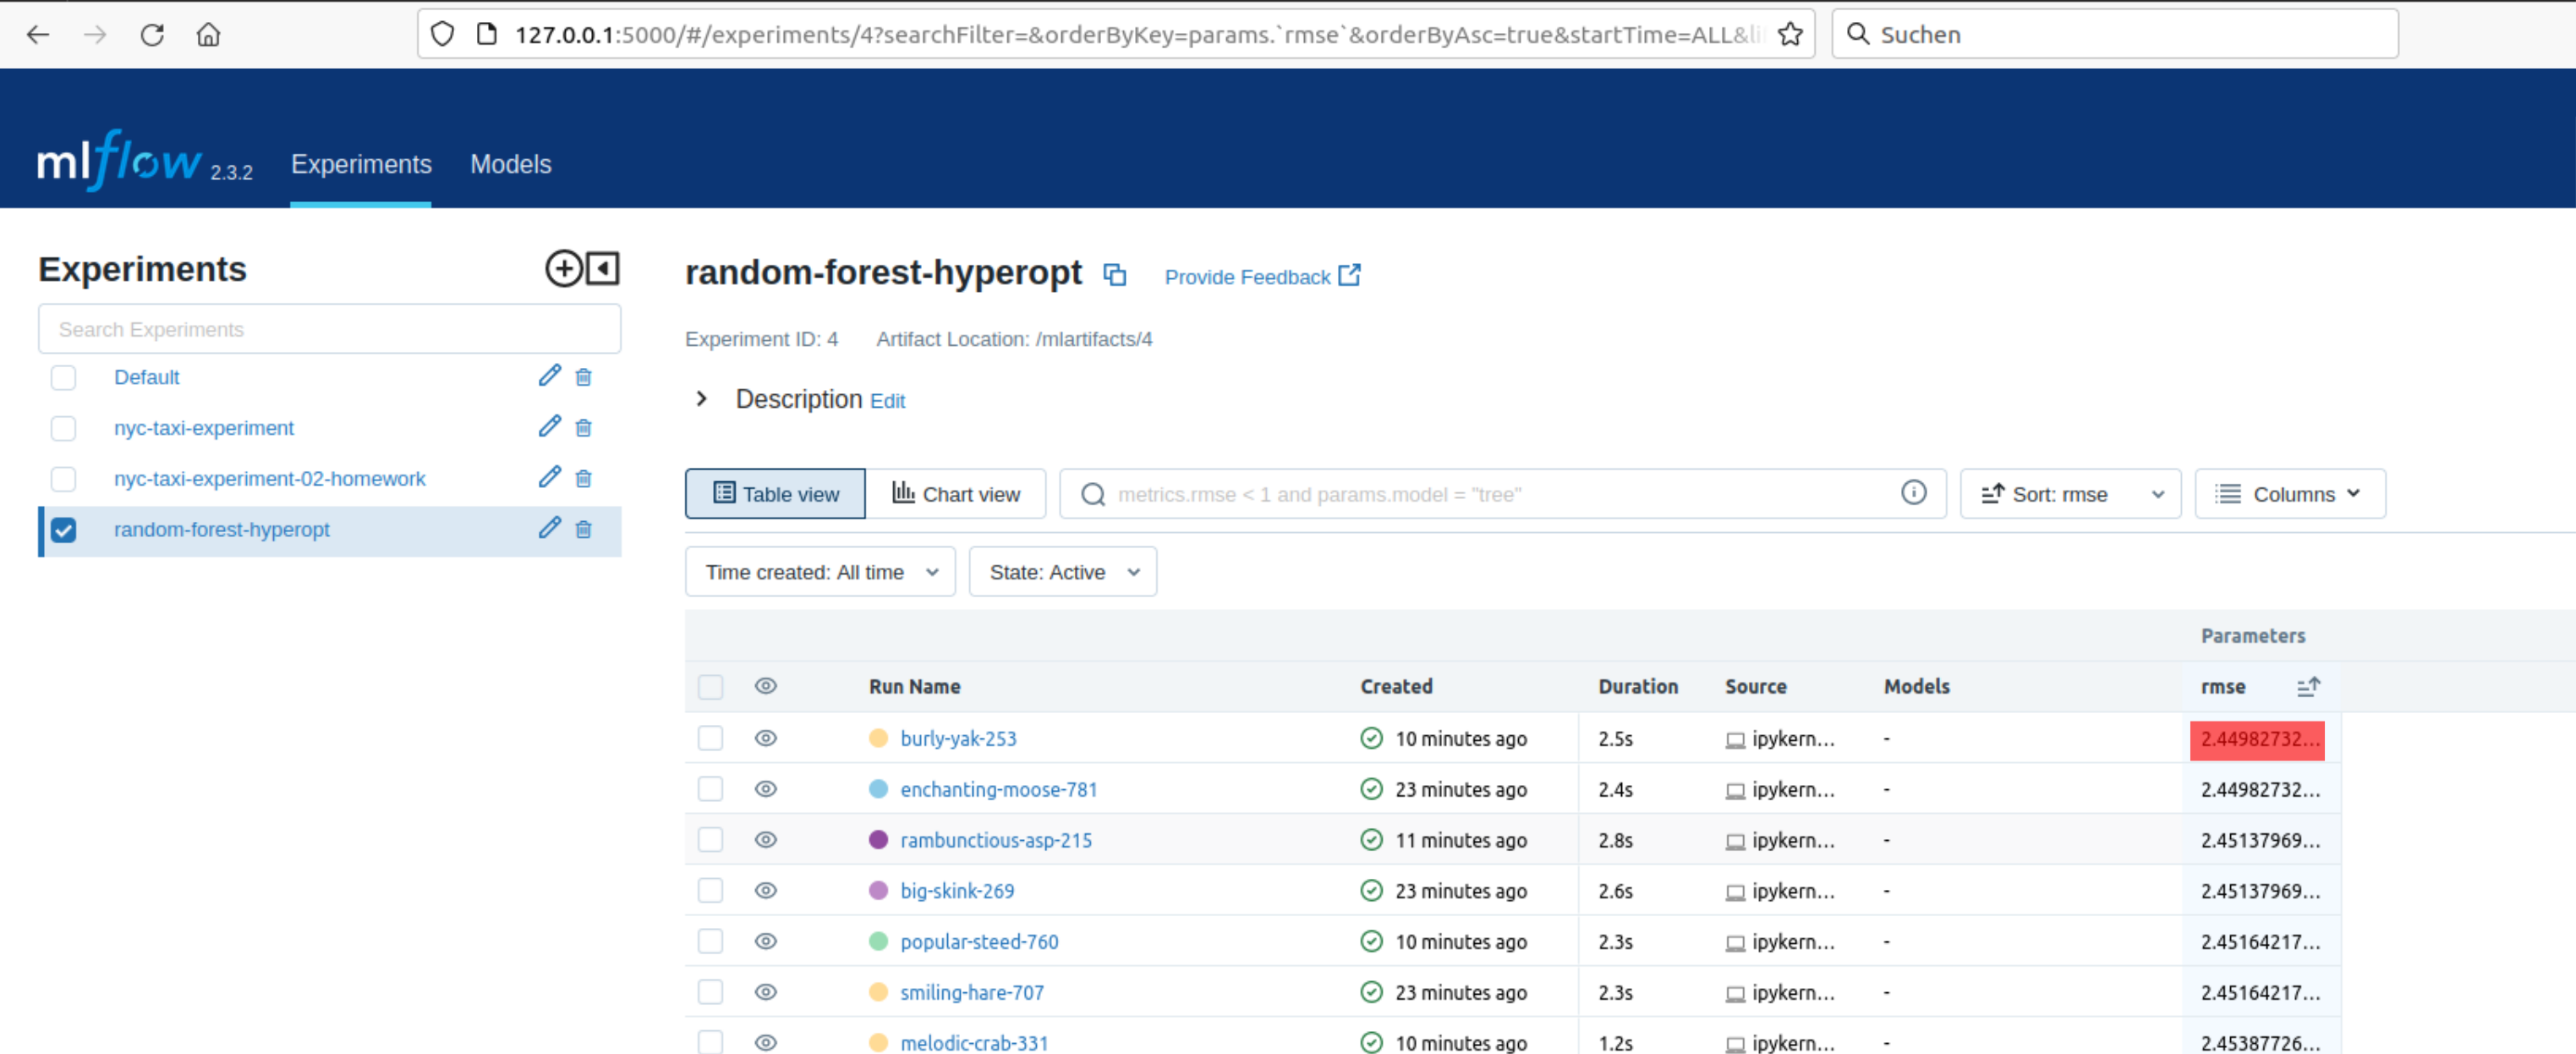 127.0.0.1:5000/#/experiments/4?searchFilter=&orderByKey=params.`rmse`&orderByAsc=true&startTime=ALL&li
Suchen
mlflow 2.3.2 Experiments Models
Experiments
Search Experiments
Default
nyc-taxi-experiment
nyc-taxi-experiment-02-homework
random-forest-hyperopt
random-forest-hyperopt Provide Feedback
Experiment ID: 4 Artifact Location: /mlartifacts/4
Description Edit
Table view Chart view metrics.rmse < 1 and params.model = "tree" Sort: rmse Columns
Time created: All time State: Active
Parameters
Run Name Created Duration Source Models rmse
burly-yak-253 10 minutes ago 2.5s ipykern... - 2.44982732...
enchanting-moose-781 23 minutes ago 2.4s ipykern... - 2.44982732...
rambunctious-asp-215 11 minutes ago 2.8s ipykern... - 2.45137969...
big-skink-269 23 minutes ago 2.6s ipykern... - 2.45137969...
popular-steed-760 10 minutes ago 2.3s ipykern... - 2.45164217...
smiling-hare-707 23 minutes ago 2.3s ipykern... - 2.45164217...
melodic-crab-331 10 minutes ago 1.2s ipykern... - 2.45387726...